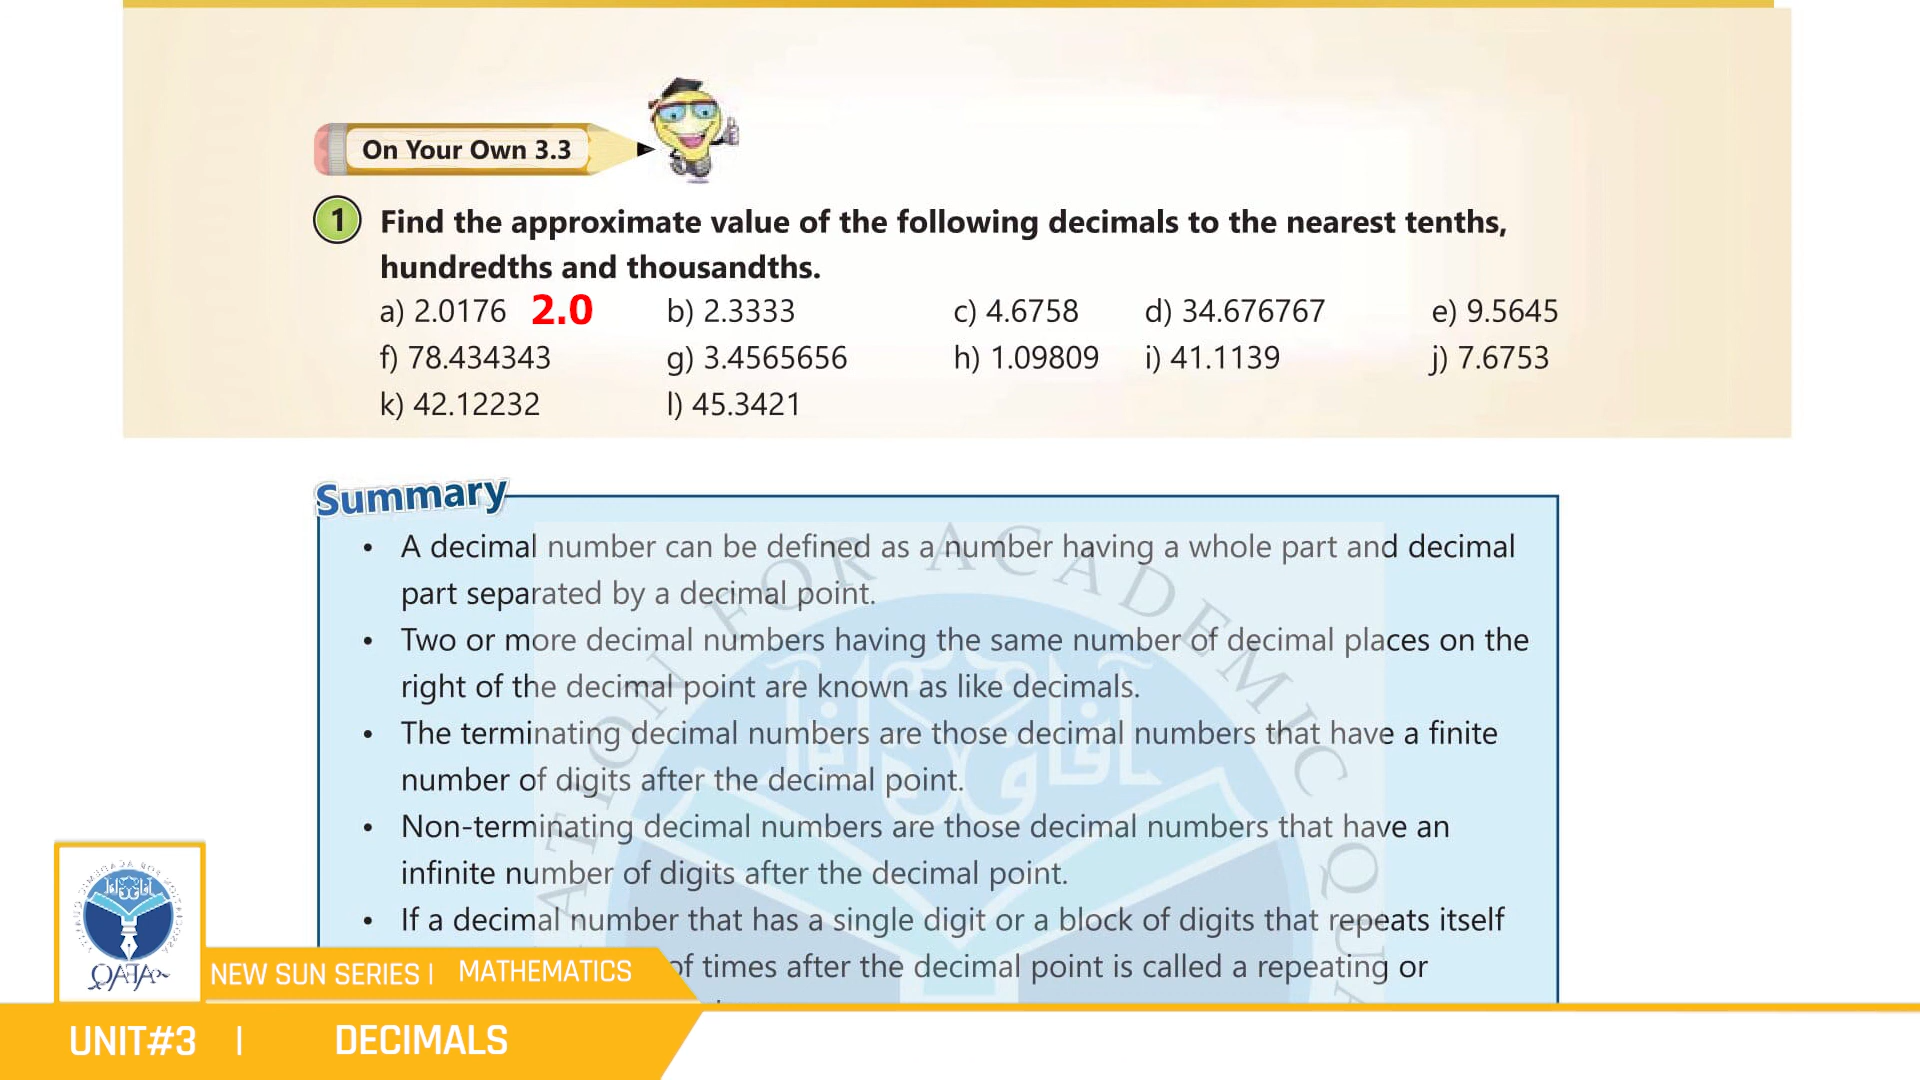 On Your Own 3.3
1 Find the approximate value of the following decimals to the nearest tenths,
hundredths and thousandths.
a) 2.0176 2.0 b) 2.3333 c) 4.6758 d) 34.676767 e) 9.5645
f) 78.434343 g) 3.4565656 h) 1.09809 i) 41.1139 j) 7.6753
k) 42.12232 l) 45.3421
Summary
• A decimal number can be defined as a number having a whole part and decimal
part separated by a decimal point.
• Two or more decimal numbers having the same number of decimal places on the
right of the decimal point are known as like decimals.
• The terminating decimal numbers are those decimal numbers that have a finite
number of digits after the decimal point.
• Non-terminating decimal numbers are those decimal numbers that have an
infinite number of digits after the decimal point.
• If a decimal number that has a single digit or a block of digits that repeats itself
of times after the decimal point is called a repeating or
FOR ACADEMIC
QAFA
NEW SUN SERIES | MATHEMATICS
UNIT#3 | DECIMALS